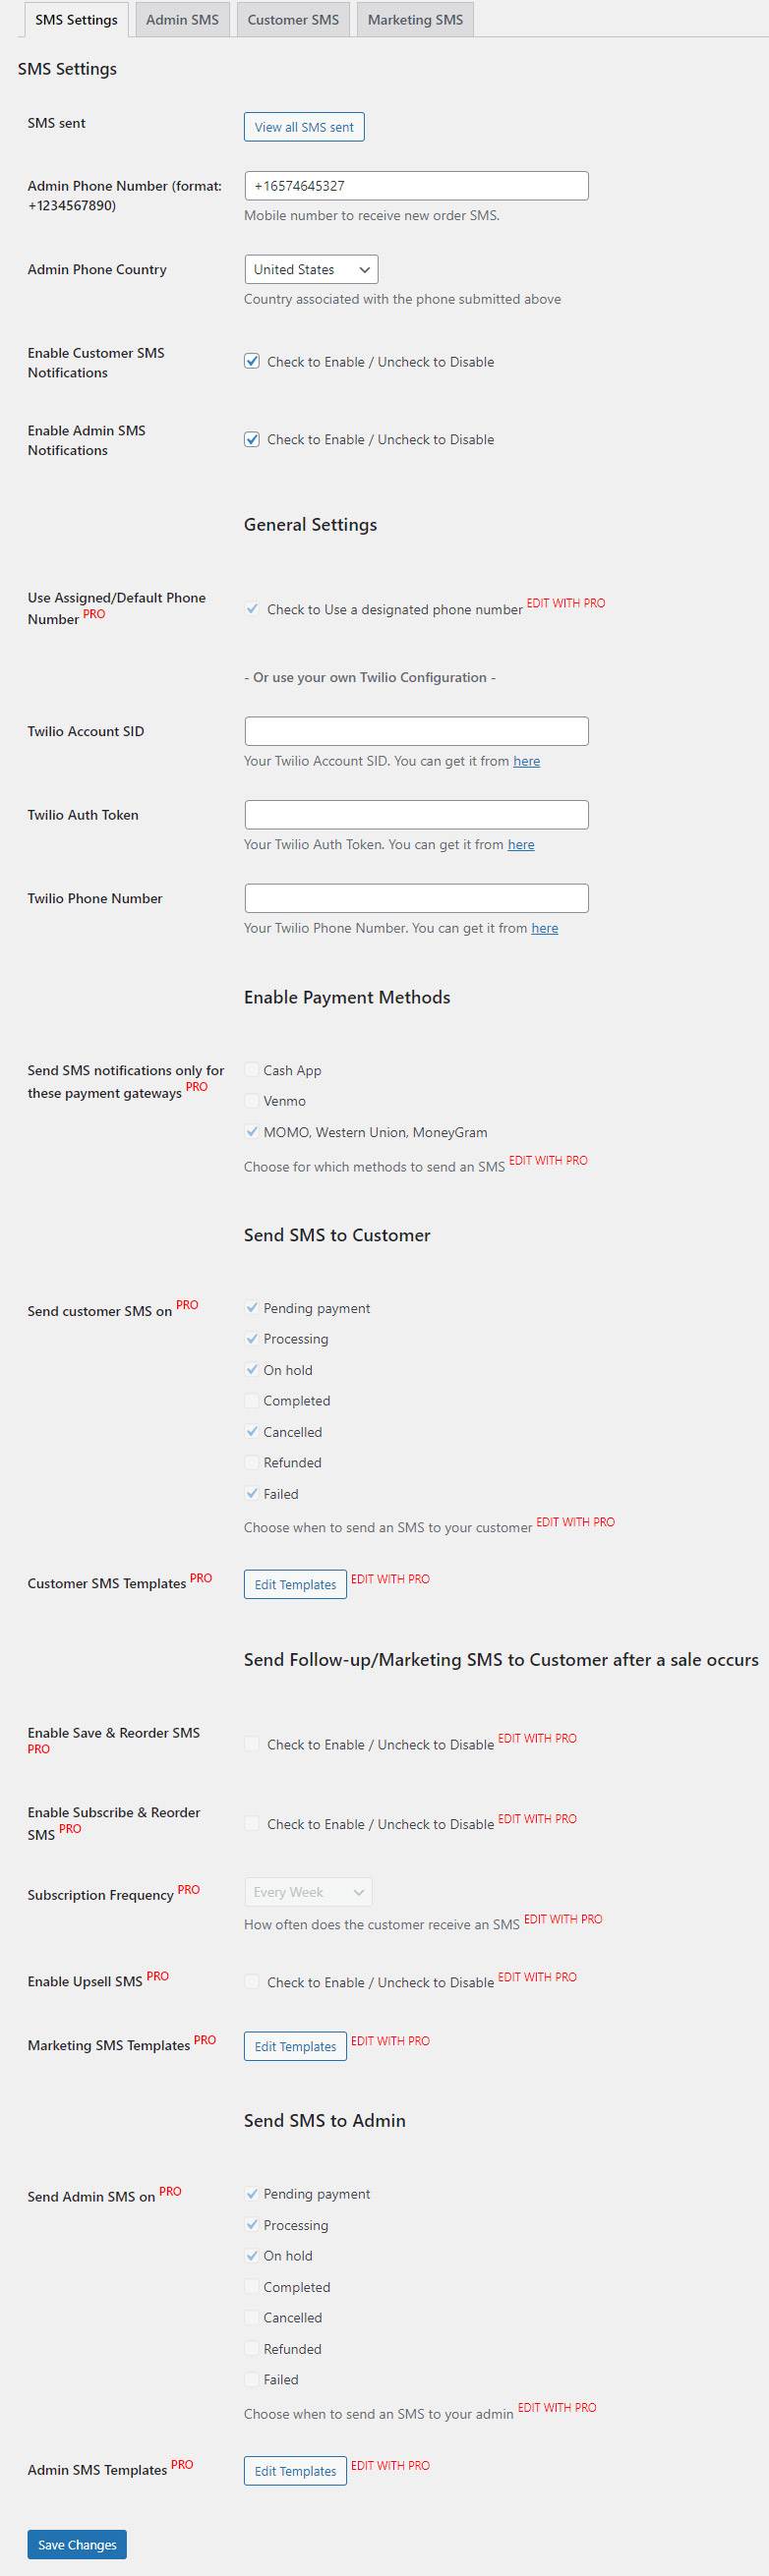 SMS Settings Admin SMS Customer SMS Marketing SMS
SMS Settings
SMS sent
View all SMS sent
Admin Phone Number (format:
+1234567890)
+16574645327
Mobile number to receive new order SMS.
Admin Phone Country
United States
Country associated with the phone submitted above
Enable Customer SMS
Notifications
Check to Enable / Uncheck to Disable
Enable Admin SMS
Notifications
Check to Enable / Uncheck to Disable
General Settings
Use Assigned/Default Phone
Number PRO
Check to Use a designated phone number EDIT WITH PRO
- Or use your own Twilio Configuration -
Twilio Account SID
Your Twilio Account SID. You can get it from here
Twilio Auth Token
Your Twilio Auth Token. You can get it from here
Twilio Phone Number
Your Twilio Phone Number. You can get it from here
Enable Payment Methods
Send SMS notifications only for
these payment gateways PRO
Cash App
Venmo
MOMO, Western Union, MoneyGram
Choose for which methods to send an SMS EDIT WITH PRO
Send SMS to Customer
Send customer SMS on PRO
Pending payment
Processing
On hold
Completed
Cancelled
Refunded
Failed
Choose when to send an SMS to your customer EDIT WITH PRO
Customer SMS Templates PRO
Edit Templates EDIT WITH PRO
Send Follow-up/Marketing SMS to Customer after a sale occurs
Enable Save & Reorder SMS
PRO
Check to Enable / Uncheck to Disable EDIT WITH PRO
Enable Subscribe & Reorder
SMS PRO
Check to Enable / Uncheck to Disable EDIT WITH PRO
Subscription Frequency PRO
Every Week
How often does the customer receive an SMS EDIT WITH PRO
Enable Upsell SMS PRO
Check to Enable / Uncheck to Disable EDIT WITH PRO
Marketing SMS Templates PRO
Edit Templates EDIT WITH PRO
Send SMS to Admin
Send Admin SMS on PRO
Pending payment
Processing
On hold
Completed
Cancelled
Refunded
Failed
Choose when to send an SMS to your admin EDIT WITH PRO
Admin SMS Templates PRO
Edit Templates EDIT WITH PRO
Save Changes